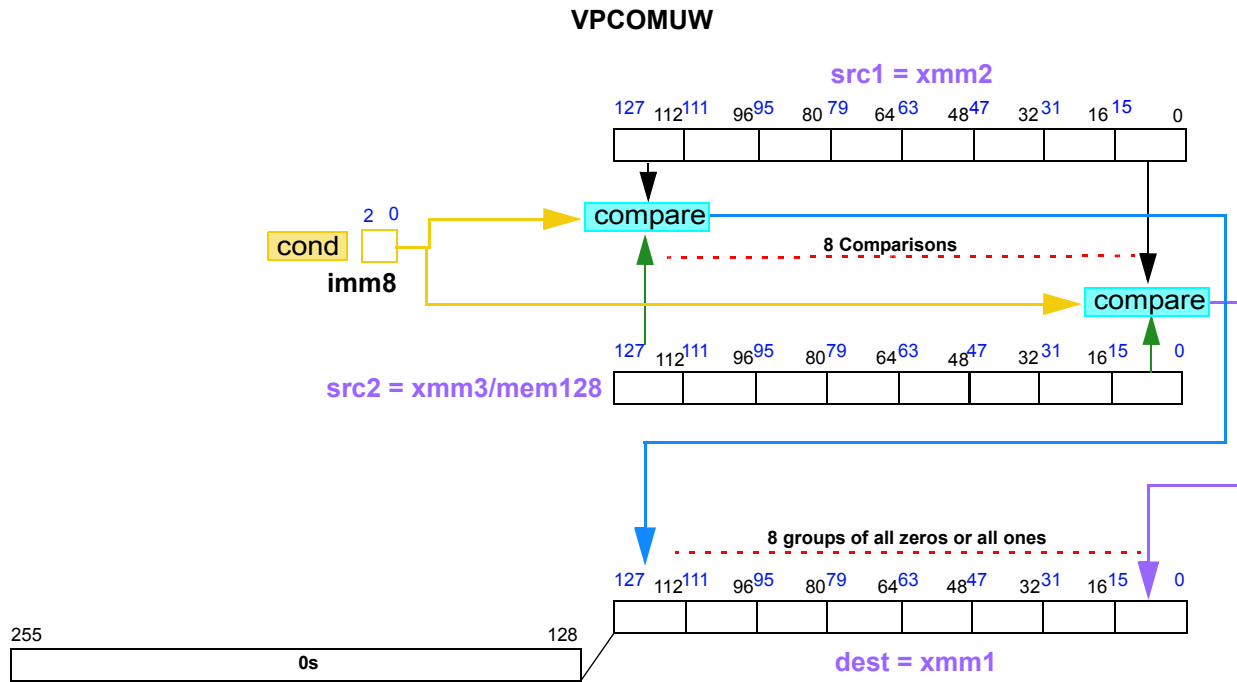 VPCOMUW
src1 = xmm2
127 112 111 96 95 80 79 64 63 48 47 32 31 16 15 0
compare
2 0
cond
imm8
8 Comparisons
compare
127 112 111 96 95 80 79 64 63 48 47 32 31 16 15 0
src2 = xmm3/mem128
8 groups of all zeros or all ones
127 112 111 96 95 80 79 64 63 48 47 32 31 16 15 0
255 128
0s
dest = xmm1